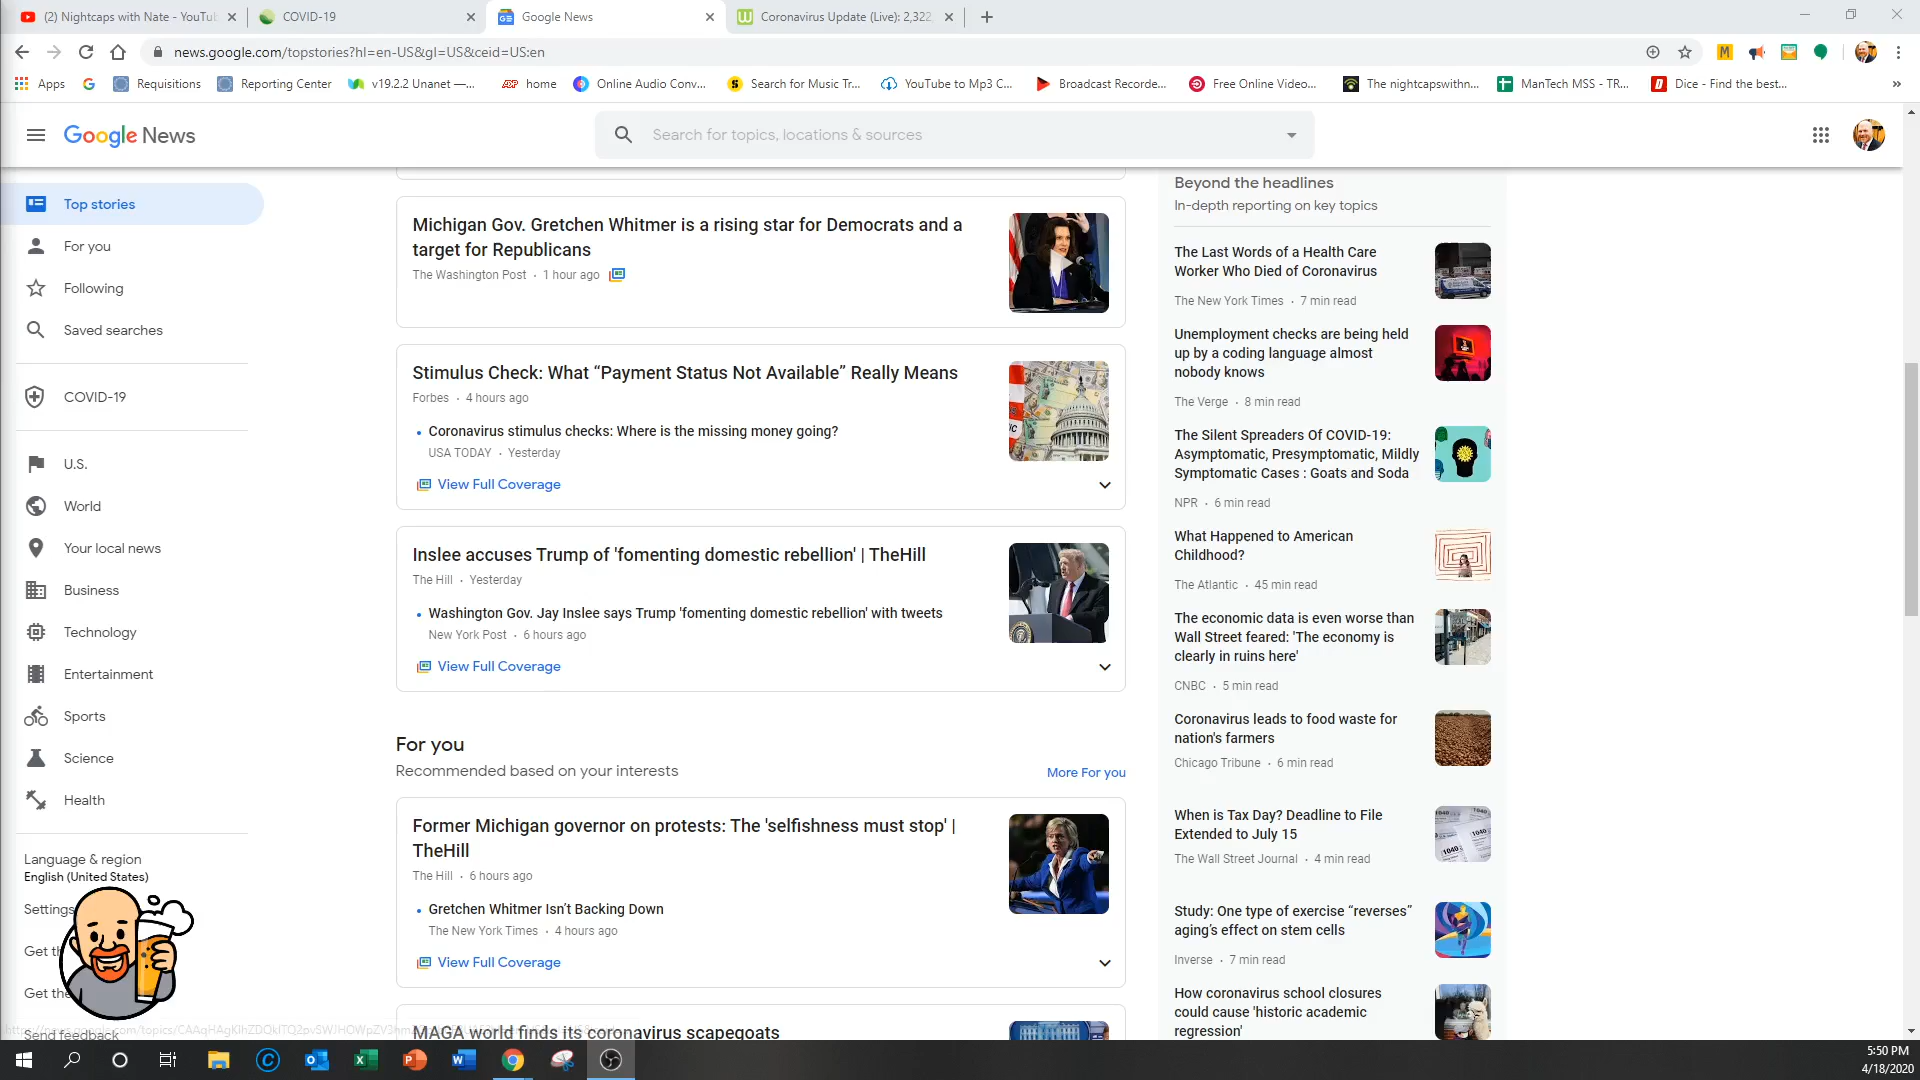 (2) Nightcaps with Nate - YouTu
COVID-19
Google News
Coronavirus Update (Live): 2,322,
news.google.com/topstories?hl=en-US&gl=US&ceid=US:en
Apps
Requisitions
Reporting Center
v19.2.2 Unanet —...
home
Online Audio Conv...
Search for Music Tr...
YouTube to Mp3 C...
Broadcast Recorde...
Free Online Video...
The nightcapswithn...
ManTech MSS - TR...
Dice - Find the best...
Google News
Search for topics, locations & sources
Top stories
For you
Following
Saved searches
COVID-19
U.S.
World
Your local news
Business
Technology
Entertainment
Sports
Science
Health
Language & region
English (United States)
Settings
Get th
Get the
Send feedback
Michigan Gov. Gretchen Whitmer is a rising star for Democrats and a
target for Republicans
The Washington Post · 1 hour ago
Stimulus Check: What “Payment Status Not Available” Really Means
Forbes · 4 hours ago
Coronavirus stimulus checks: Where is the missing money going?
USA TODAY · Yesterday
View Full Coverage
Inslee accuses Trump of 'fomenting domestic rebellion' | TheHill
The Hill · Yesterday
Washington Gov. Jay Inslee says Trump 'fomenting domestic rebellion' with tweets
New York Post · 6 hours ago
View Full Coverage
For you
Recommended based on your interests
More For you
Former Michigan governor on protests: The 'selfishness must stop' |
TheHill
The Hill · 6 hours ago
Gretchen Whitmer Isn’t Backing Down
The New York Times · 4 hours ago
View Full Coverage
MAGA world finds its coronavirus scapegoats
Beyond the headlines
In-depth reporting on key topics
The Last Words of a Health Care
Worker Who Died of Coronavirus
The New York Times · 7 min read
Unemployment checks are being held
up by a coding language almost
nobody knows
The Verge · 8 min read
The Silent Spreaders Of COVID-19:
Asymptomatic, Presymptomatic, Mildly
Symptomatic Cases : Goats and Soda
NPR · 6 min read
What Happened to American
Childhood?
The Atlantic · 45 min read
The economic data is even worse than
Wall Street feared: 'The economy is
clearly in ruins here'
CNBC · 5 min read
Coronavirus leads to food waste for
nation's farmers
Chicago Tribune · 6 min read
When is Tax Day? Deadline to File
Extended to July 15
The Wall Street Journal · 4 min read
Study: One type of exercise “reverses”
aging’s effect on stem cells
Inverse · 7 min read
How coronavirus school closures
could cause 'historic academic
regression'
5:50 PM
4/18/2020